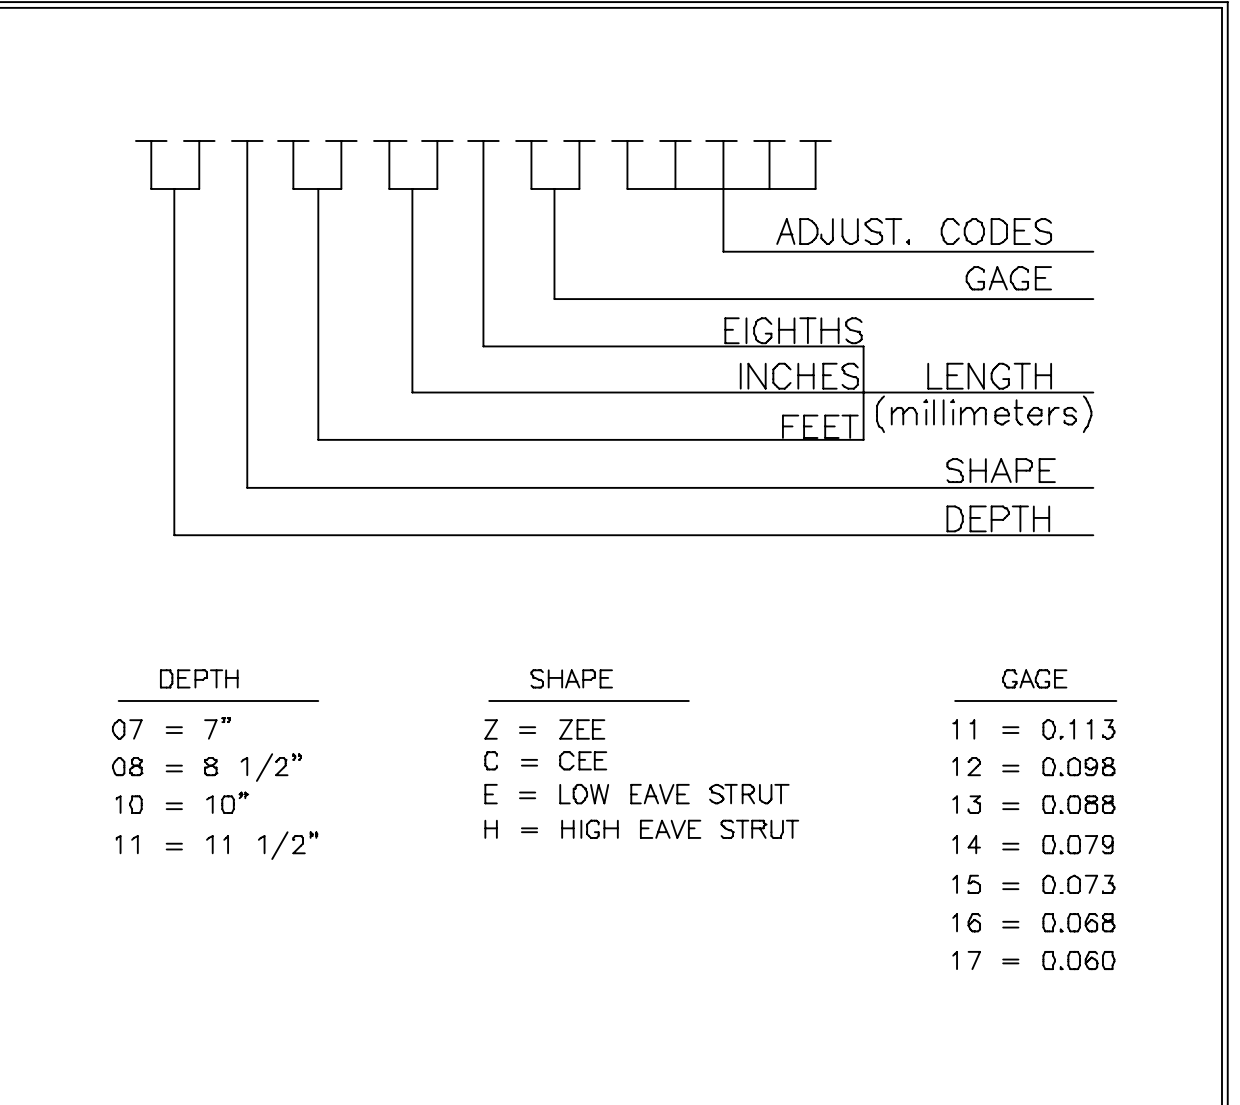 ADJUST. CODES
GAGE
EIGHTHS
INCHES LENGTH
(millimeters)
FEET
SHAPE
DEPTH
DEPTH SHAPE GAGE
07 = 7" Z = ZEE 11 = 0.113
08 = 8 1/2" C = CEE 12 = 0.098
10 = 10" E = LOW EAVE STRUT 13 = 0.088
11 = 11 1/2" H = HIGH EAVE STRUT 14 = 0.079
15 = 0.073
16 = 0.068
17 = 0.060